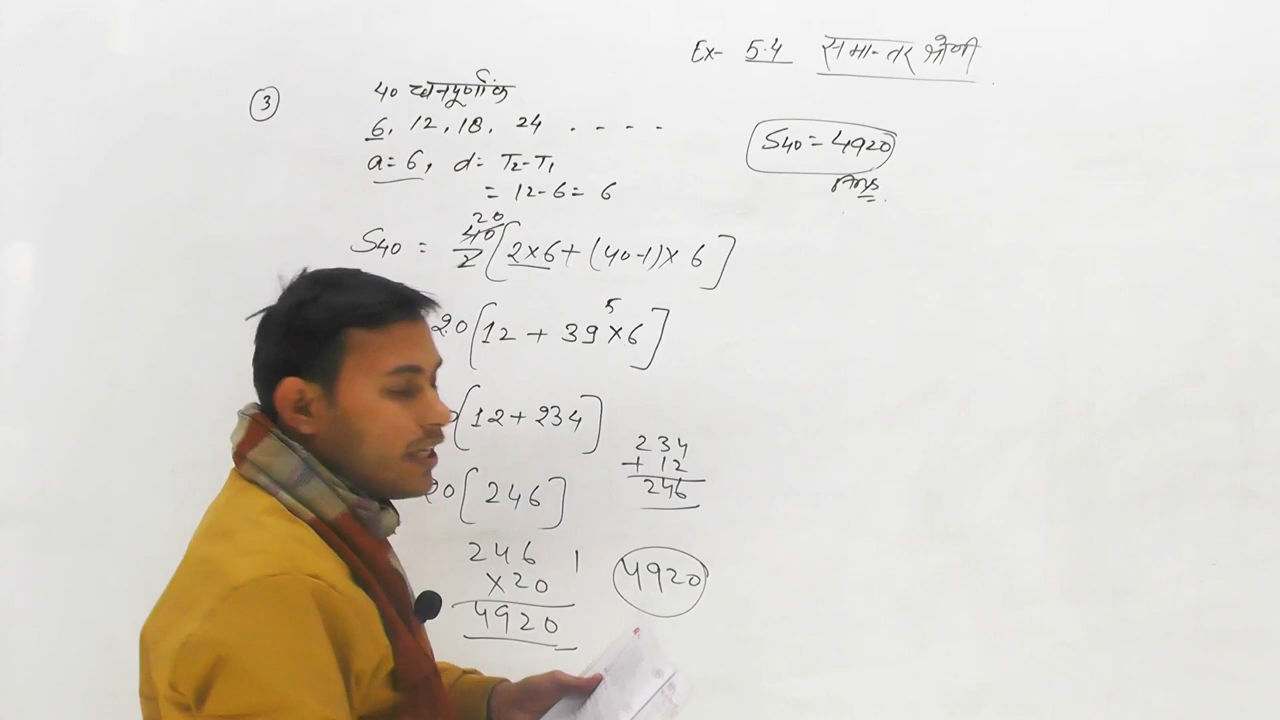 Ex- 5.4 समान्तर श्रेणी
③ 40 धनपूर्णांक
6, 12, 18, 24 . - - -
a = 6, d = T₂-T₁
= 12-6 = 6
20
S₄₀ = 40/2 [2×6+(40-1)×6]
5
20[12 + 39×6]
[12+234]
20[246]
246
×20
4920
234
+ 12
246
4920
S₄₀ = 4920
Ans